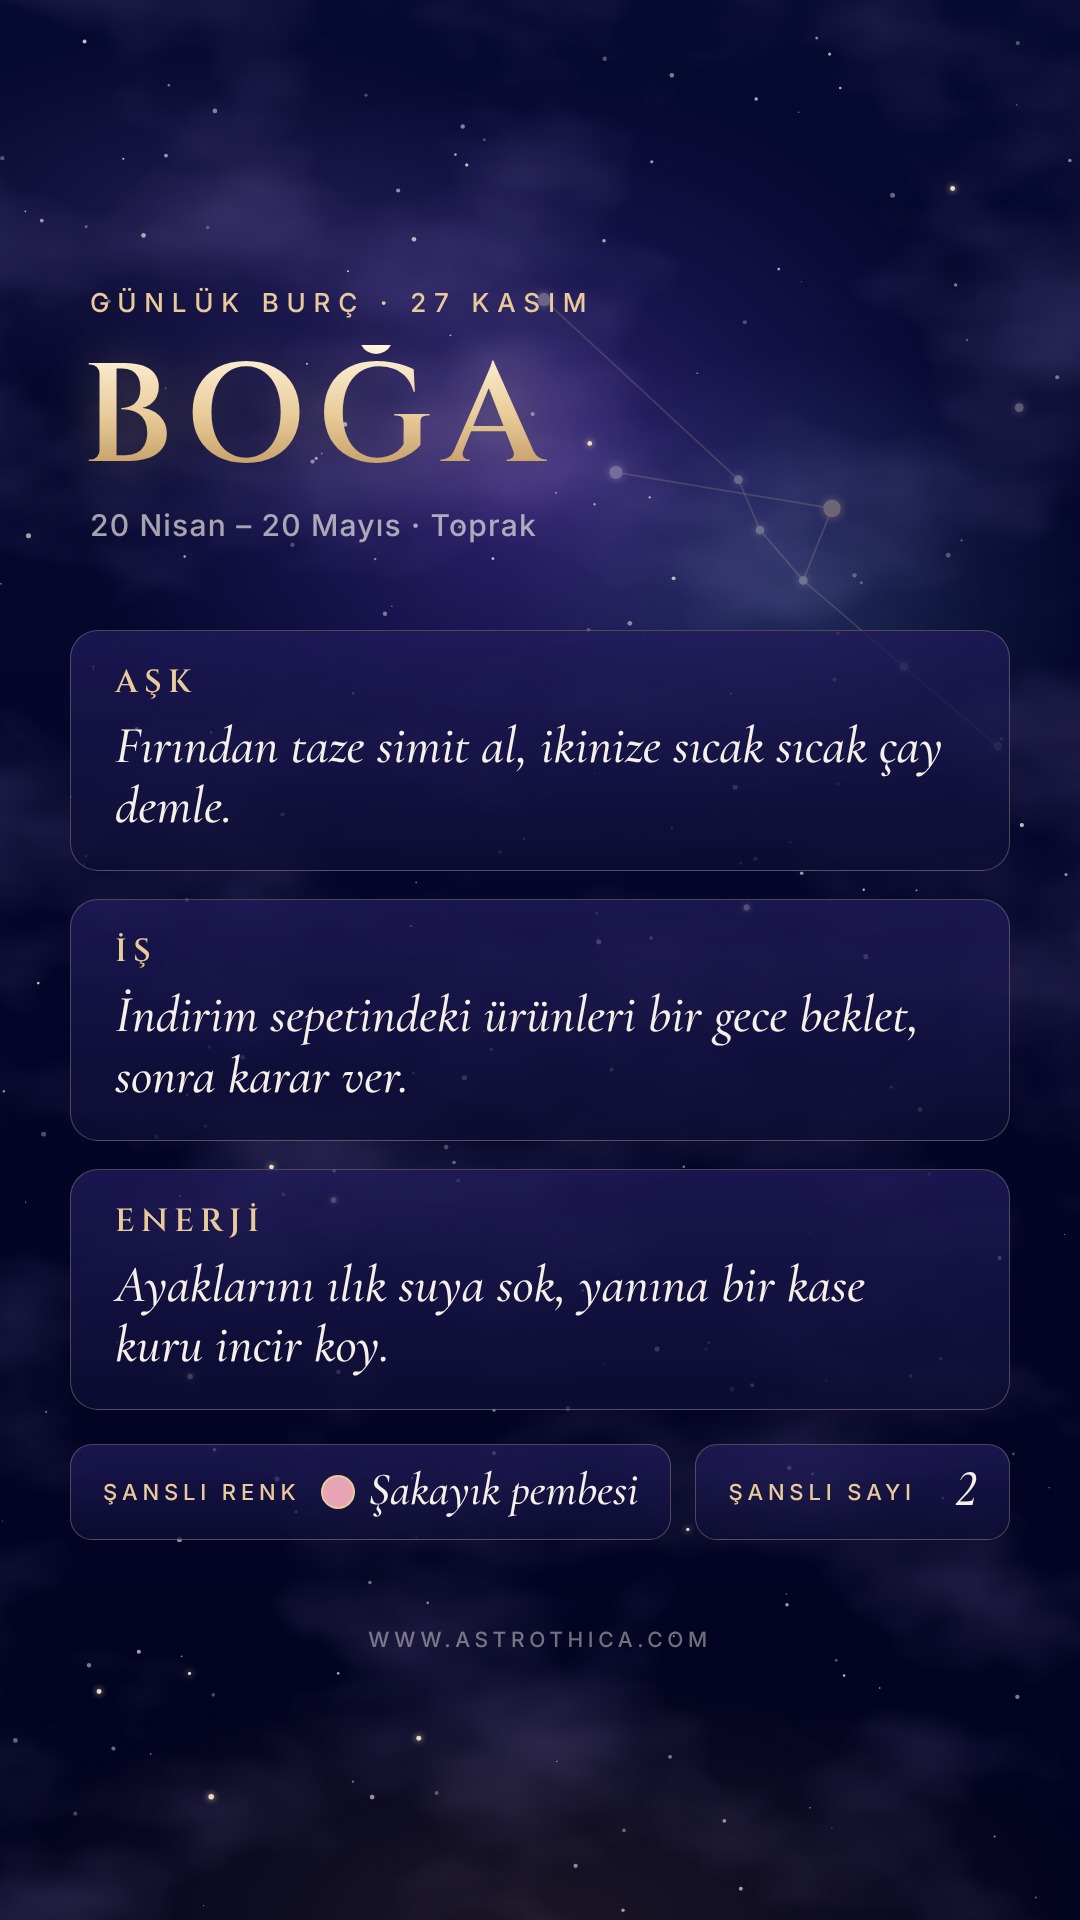 GÜNLÜK BURÇ · 27 KASIM
BOĞA
20 Nisan – 20 Mayıs · Toprak
AŞK
Fırından taze simit al, ikinize sıcak sıcak çay
demle.
İŞ
İndirim sepetindeki ürünleri bir gece beklet,
sonra karar ver.
ENERJİ
Ayaklarını ılık suya sok, yanına bir kase
kuru incir koy.
ŞANSLI RENK Şakayık pembesi
ŞANSLI SAYI 2
WWW.ASTROTHICA.COM